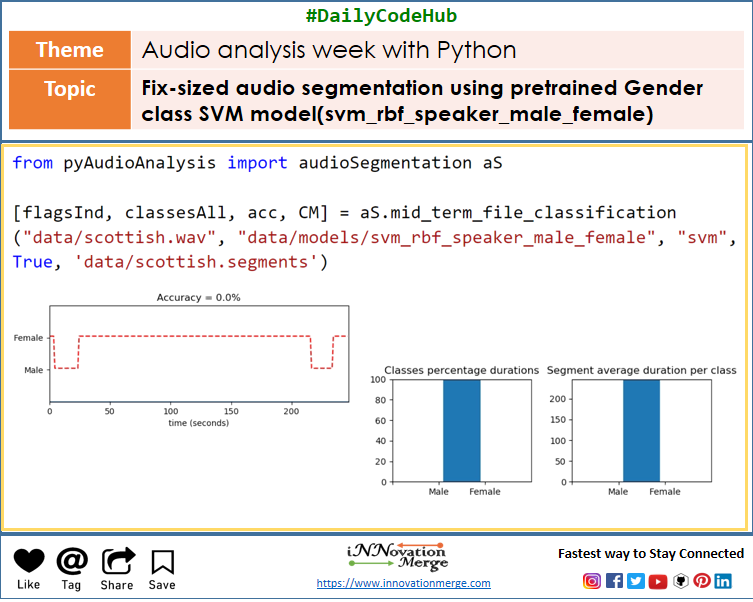 #DailyCodeHub
Theme
Audio analysis week with Python
Topic
Fix-sized audio segmentation using pretrained Gender
class SVM model(svm_rbf_speaker_male_female)
from pyAudioAnalysis import audioSegmentation aS
[flagsInd, classesAll, acc, CM] = aS.mid_term_file_classification
("data/scottish.wav", "data/models/svm_rbf_speaker_male_female", "svm",
True, 'data/scottish.segments')
Accuracy = 0.0%
Female
Male
0 50 100 150 200
time (seconds)
Classes percentage durations
100
80
60
40
20
0
Male Female
Segment average duration per class
200
150
100
50
0
Male Female
Like
Tag
Share
Save
iNNovation
Merge
https://www.innovationmerge.com
Fastest way to Stay Connected